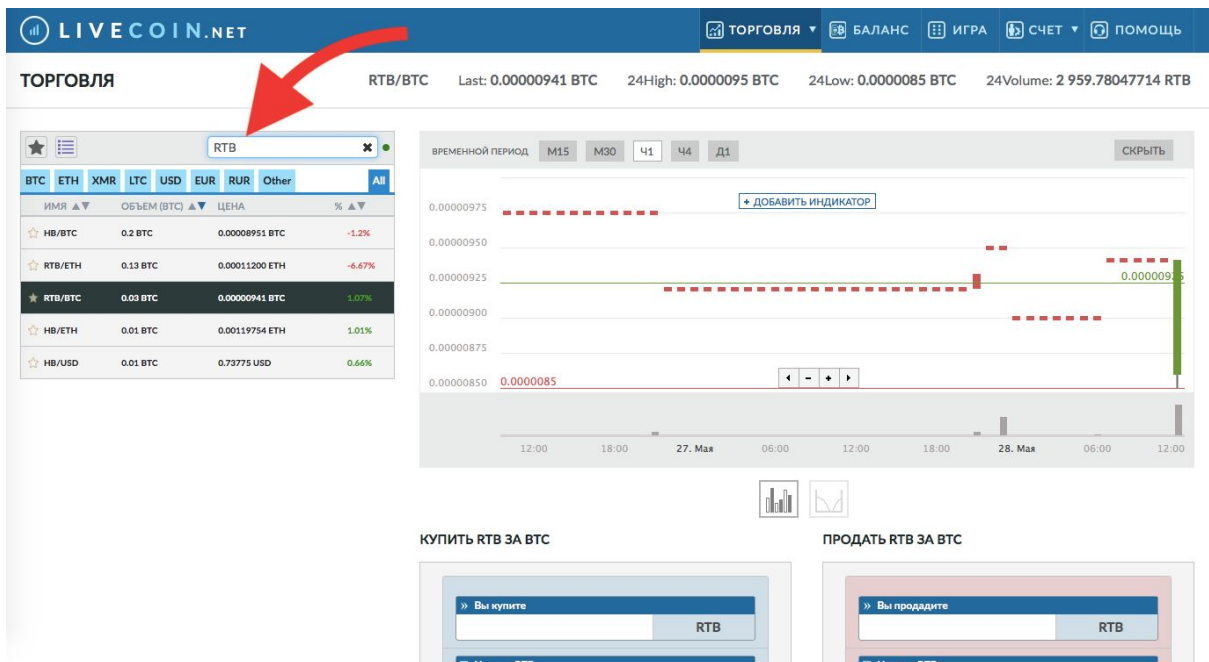 LIVECOIN.NET
ТОРГОВЛЯ ▼ БАЛАНС ИГРА СЧЕТ ▼ ПОМОЩЬ
ТОРГОВЛЯ RTB/BTC Last: 0.00000941 BTC 24High: 0.0000095 BTC 24Low: 0.0000085 BTC 24Volume: 2 959.78047714 RTB
RTB
BTC ETH XMR LTC USD EUR RUR Other All
ИМЯ ▲▼ ОБЪЕМ (BTC) ▲▼ ЦЕНА % ▲▼
HB/BTC 0.2 BTC 0.00008951 BTC -1.2%
RTB/ETH 0.13 BTC 0.00011200 ETH -6.67%
RTB/BTC 0.03 BTC 0.00000941 BTC 1.07%
HB/ETH 0.01 BTC 0.00119754 ETH 1.01%
HB/USD 0.01 BTC 0.73775 USD 0.66%
ВРЕМЕННОЙ ПЕРИОД М15 М30 Ч1 Ч4 Д1 СКРЫТЬ
+ ДОБАВИТЬ ИНДИКАТОР
0.00000975
0.00000950
0.00000925
0.00000900
0.00000875
0.00000850 0.0000085
12:00 18:00 27. Мая 06:00 12:00 18:00 28. Мая 06:00 12:00
КУПИТЬ RTB ЗА BTC
» Вы купите
RTB
ПРОДАТЬ RTB ЗА BTC
» Вы продадите
RTB